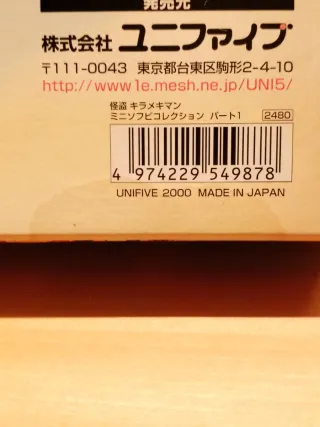 発売元
株式会社 ユニファイブ
〒111-0043 東京都台東区駒形2-4-10
http://www1e.mesh.ne.jp/UNI5/
怪盗 キラメキマン
ミニソフビコレクション パート1 2480
4 974229 549878
UNIFIVE 2000 MADE IN JAPAN